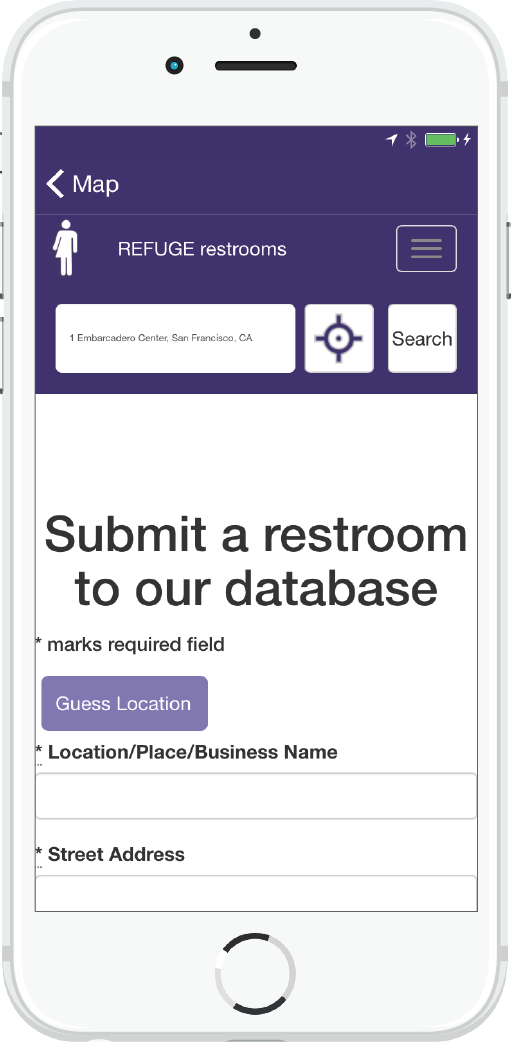 Map
REFUGE restrooms
1 Embarcadero Center, San Francisco, CA
Search
Submit a restroom
to our database
* marks required field
Guess Location
* Location/Place/Business Name
* Street Address